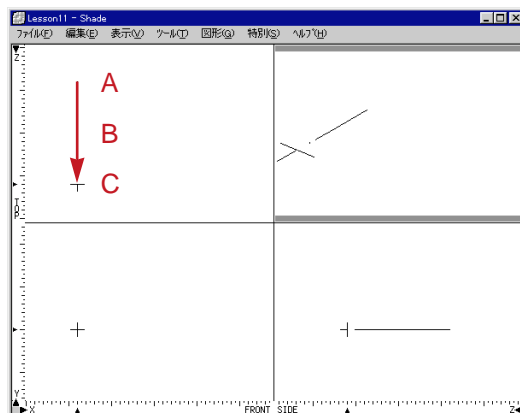 Lesson11 - Shade
ファイル(F) 編集(E) 表示(V) ツール(T) 図形(G) 特別(S) ヘルプ(H)
Z
A
B
C
TOP
Y
X FRONT SIDE Z